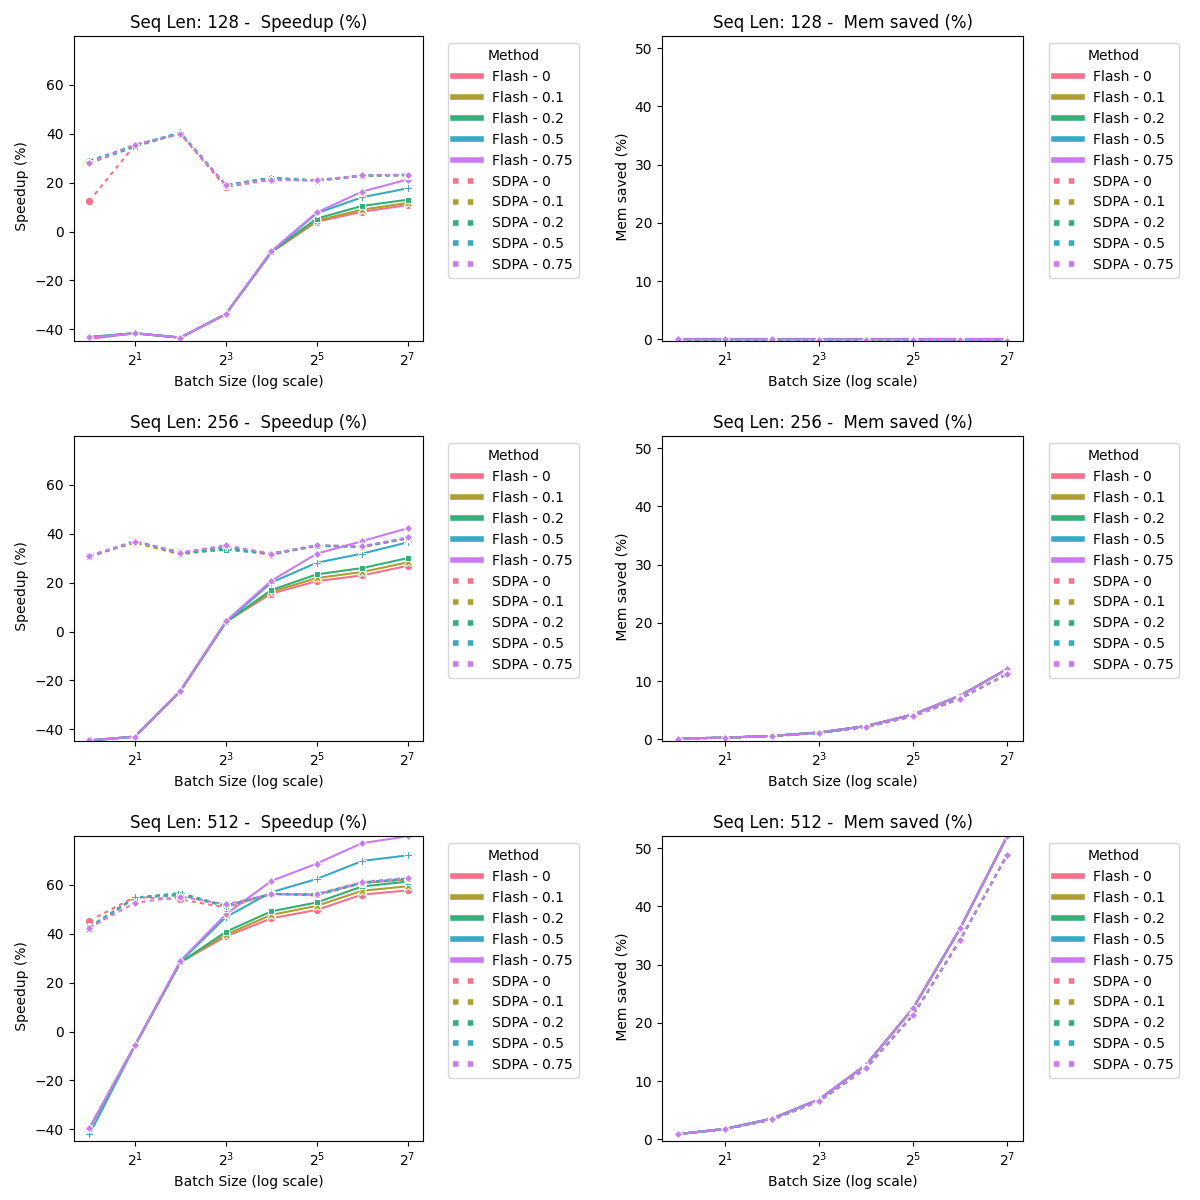 Seq Len: 128 -  Speedup (%)
Speedup (%)
60
40
20
0
−20
−40
2^1
2^3
2^5
2^7
Batch Size (log scale)
Method
Flash - 0
Flash - 0.1
Flash - 0.2
Flash - 0.5
Flash - 0.75
SDPA - 0
SDPA - 0.1
SDPA - 0.2
SDPA - 0.5
SDPA - 0.75
Seq Len: 128 -  Mem saved (%)
Mem saved (%)
50
40
30
20
10
0
2^1
2^3
2^5
2^7
Batch Size (log scale)
Method
Flash - 0
Flash - 0.1
Flash - 0.2
Flash - 0.5
Flash - 0.75
SDPA - 0
SDPA - 0.1
SDPA - 0.2
SDPA - 0.5
SDPA - 0.75
Seq Len: 256 -  Speedup (%)
Speedup (%)
60
40
20
0
−20
−40
2^1
2^3
2^5
2^7
Batch Size (log scale)
Method
Flash - 0
Flash - 0.1
Flash - 0.2
Flash - 0.5
Flash - 0.75
SDPA - 0
SDPA - 0.1
SDPA - 0.2
SDPA - 0.5
SDPA - 0.75
Seq Len: 256 -  Mem saved (%)
Mem saved (%)
50
40
30
20
10
0
2^1
2^3
2^5
2^7
Batch Size (log scale)
Method
Flash - 0
Flash - 0.1
Flash - 0.2
Flash - 0.5
Flash - 0.75
SDPA - 0
SDPA - 0.1
SDPA - 0.2
SDPA - 0.5
SDPA - 0.75
Seq Len: 512 -  Speedup (%)
Speedup (%)
60
40
20
0
−20
−40
2^1
2^3
2^5
2^7
Batch Size (log scale)
Method
Flash - 0
Flash - 0.1
Flash - 0.2
Flash - 0.5
Flash - 0.75
SDPA - 0
SDPA - 0.1
SDPA - 0.2
SDPA - 0.5
SDPA - 0.75
Seq Len: 512 -  Mem saved (%)
Mem saved (%)
50
40
30
20
10
0
2^1
2^3
2^5
2^7
Batch Size (log scale)
Method
Flash - 0
Flash - 0.1
Flash - 0.2
Flash - 0.5
Flash - 0.75
SDPA - 0
SDPA - 0.1
SDPA - 0.2
SDPA - 0.5
SDPA - 0.75